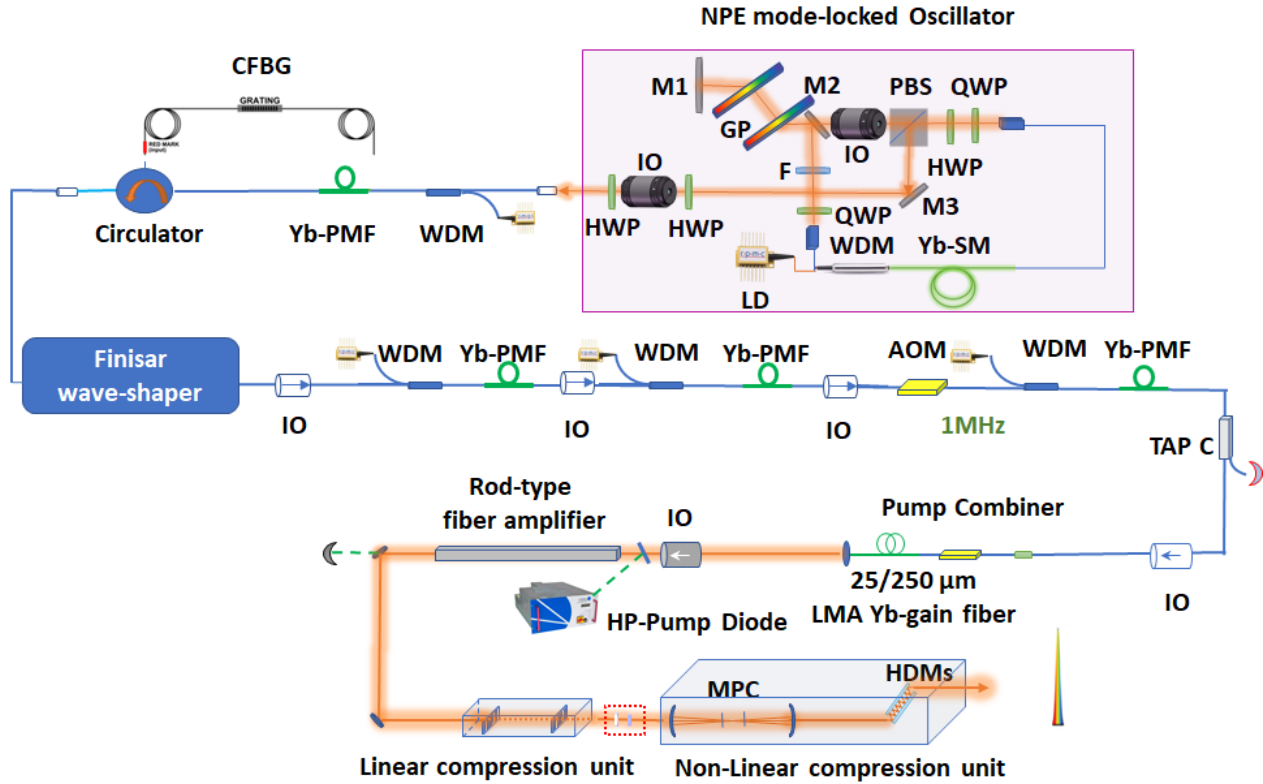 NPE mode-locked Oscillator
CFBG
GRATING
RED MARK
(input)
M1
GP
M2
PBS
QWP
IO
HWP
F
M3
QWP
WDM
Yb-SM
LD
IO
HWP
HWP
Circulator
Yb-PMF
WDM
Finisar
wave-shaper
IO
WDM
Yb-PMF
IO
WDM
Yb-PMF
IO
AOM
1MHz
WDM
Yb-PMF
TAP C
Rod-type
fiber amplifier
IO
Pump Combiner
25/250 µm
LMA Yb-gain fiber
IO
HP-Pump Diode
MPC
HDMs
Linear compression unit
Non-Linear compression unit